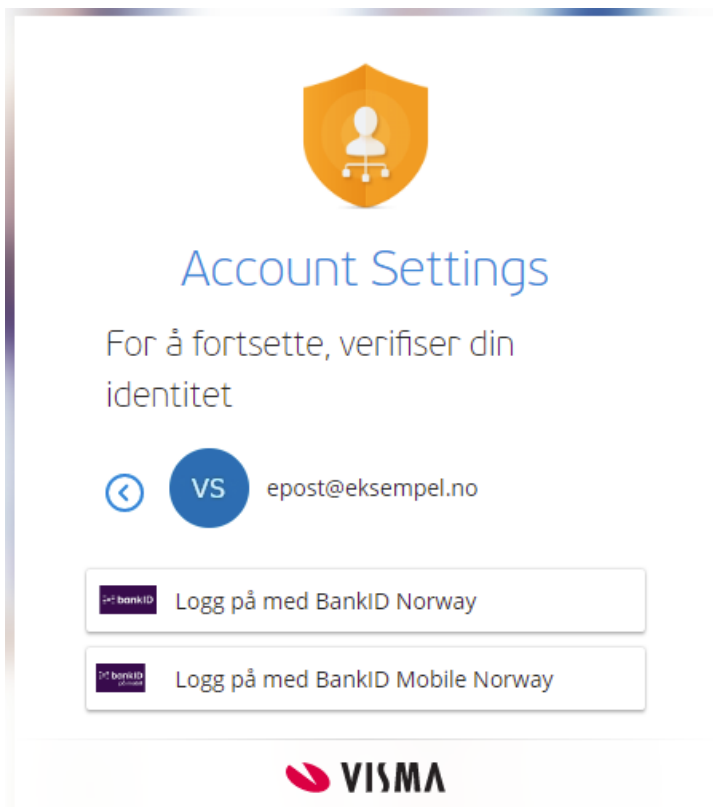 Account Settings
For å fortsette, verifiser din
identitet
VS epost@eksempel.no
bankID Logg på med BankID Norway
bankID Logg på med BankID Mobile Norway
VISMA